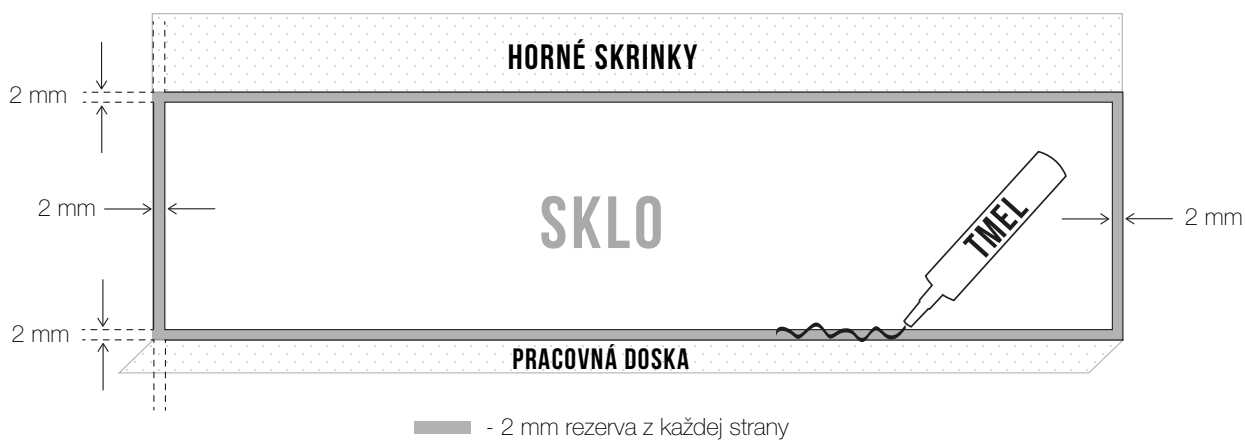 HORNÉ SKRINKY
2 mm
2 mm
SKLO
TMEL
2 mm
2 mm
PRACOVNÁ DOSKA
- 2 mm rezerva z každej strany